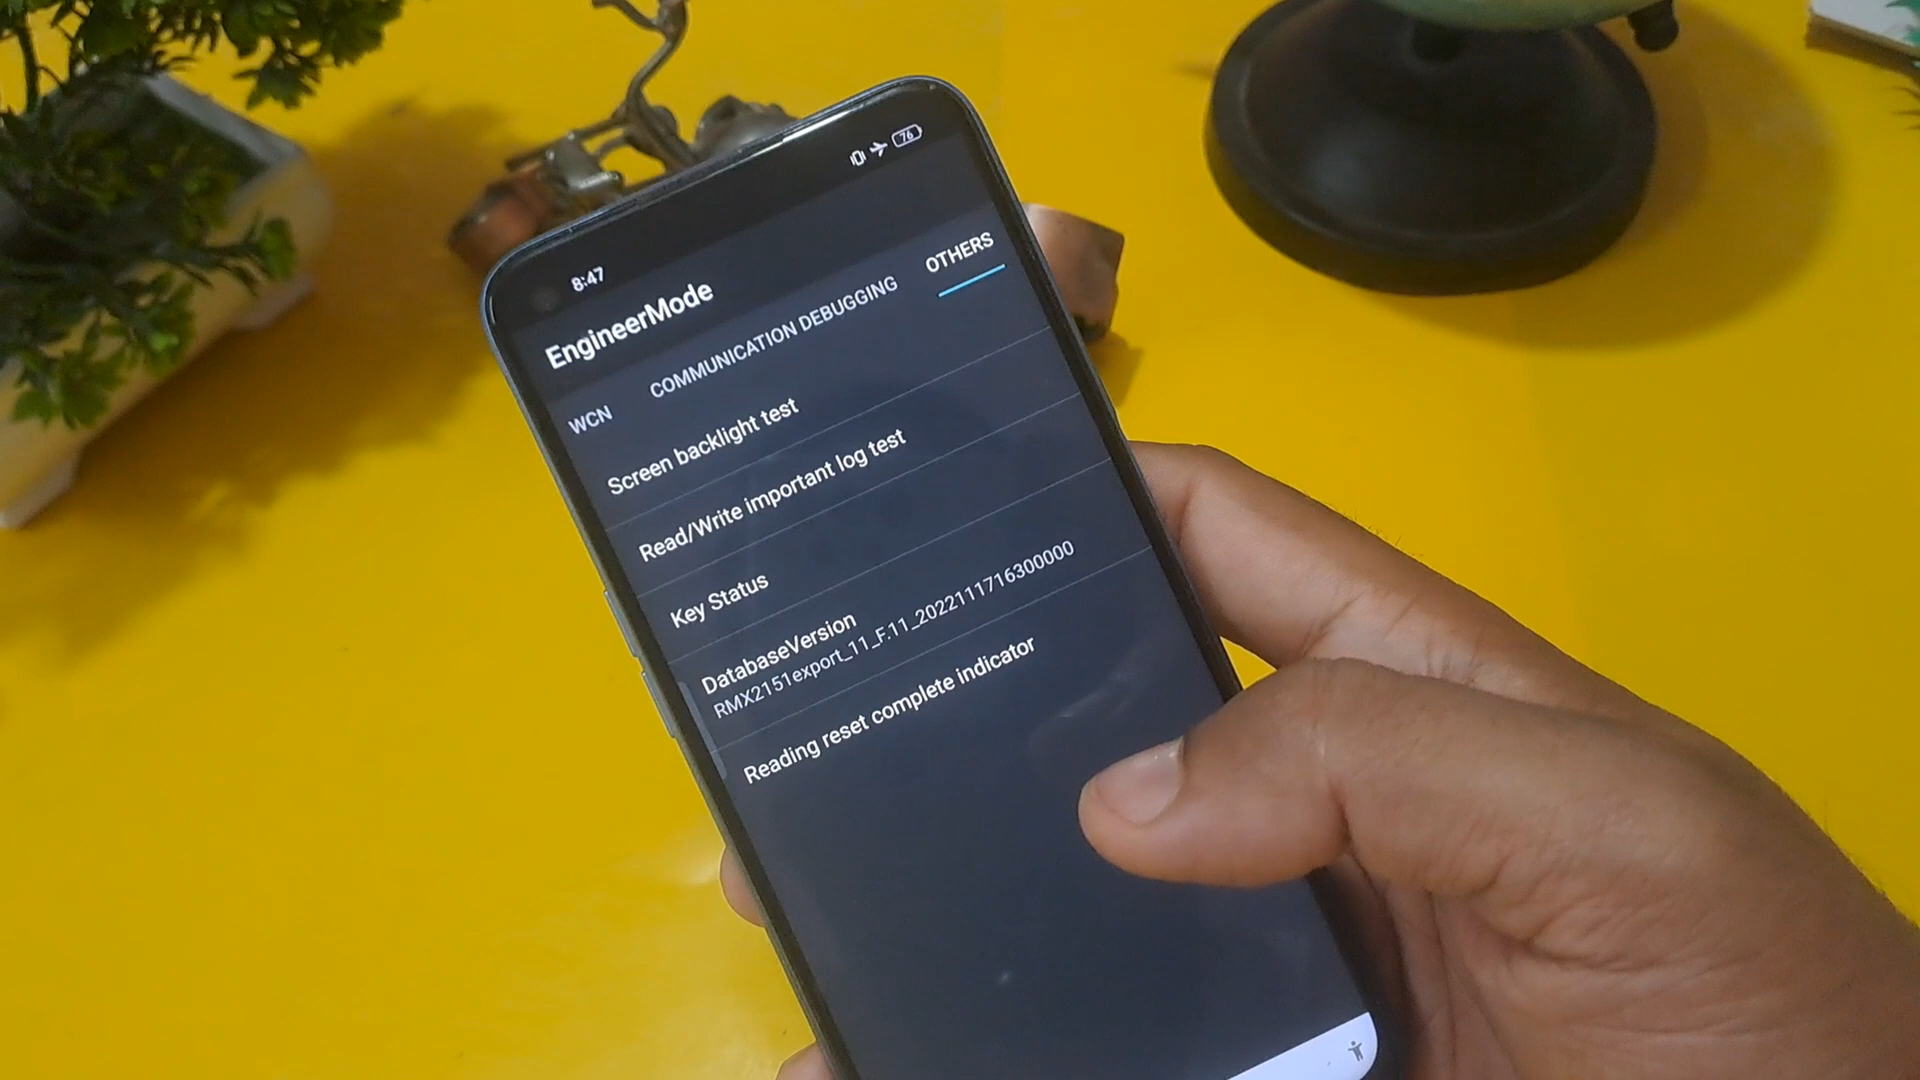 8:47
76
EngineerMode
WCN COMMUNICATION DEBUGGING OTHERS
Screen backlight test
Read/Write important log test
Key Status
DatabaseVersion
RMX2151export_11_F.11_2022111716300000
Reading reset complete indicator